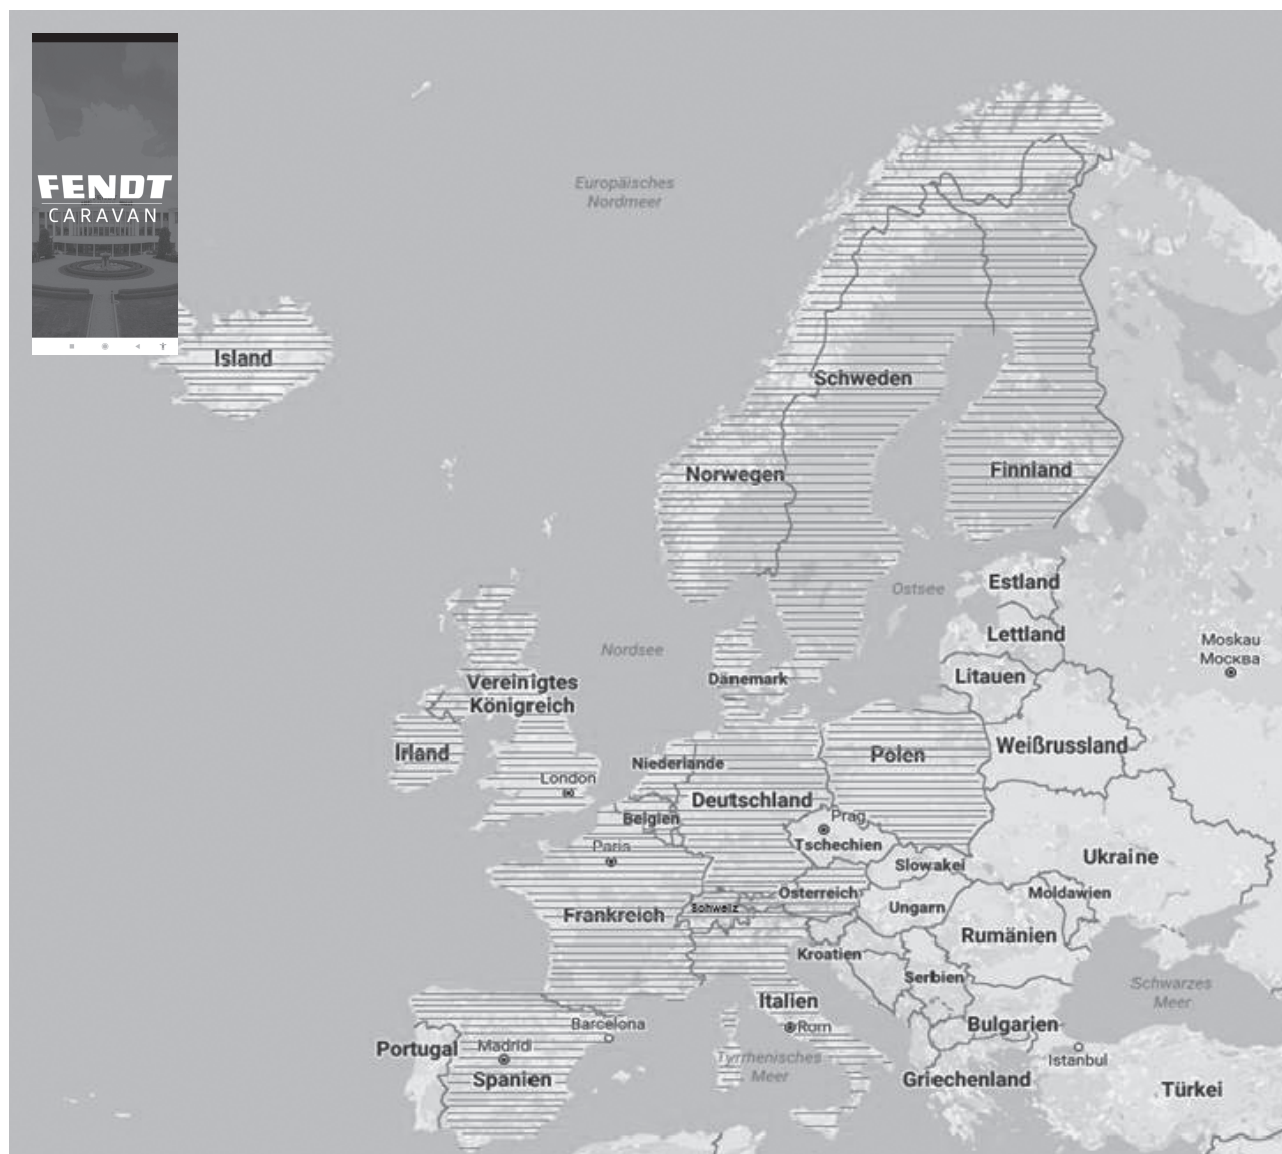 FENDT
CARAVAN
Europäisches
Nordmeer
Island
Schweden
Norwegen
Finnland
Estland
Ostsee
Lettland
Moskau
Москва
Nordsee
Litauen
Dänemark
Vereinigtes
Königreich
Weißrussland
Irland
Polen
Niederlande
London
Deutschland
Prag
Belgien
Tschechien
Paris
Ukraine
Slowakei
Österreich
Moldawien
Schweiz
Ungarn
Frankreich
Rumänien
Kroatien
Serbien
Schwarzes
Meer
Italien
Barcelona
Rom
Bulgarien
Portugal
Madrid
Istanbul
Tyrrhenisches
Meer
Spanien
Griechenland
Türkei